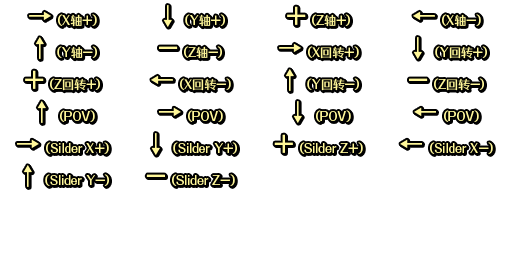 →(X轴+) ↓(Y轴+) +(Z轴+) ←(X轴−)
↑(Y轴−) −(Z轴−) →(X回转+) ↓(Y回转+)
+(Z回转+) ←(X回转−) ↑(Y回转−) −(Z回转−)
↑(POV) →(POV) ↓(POV) ←(POV)
→(Silder X+) ↓(Silder Y+) +(Silder Z+) ←(Silder X−)
↑(Slider Y−) −(Slider Z−)